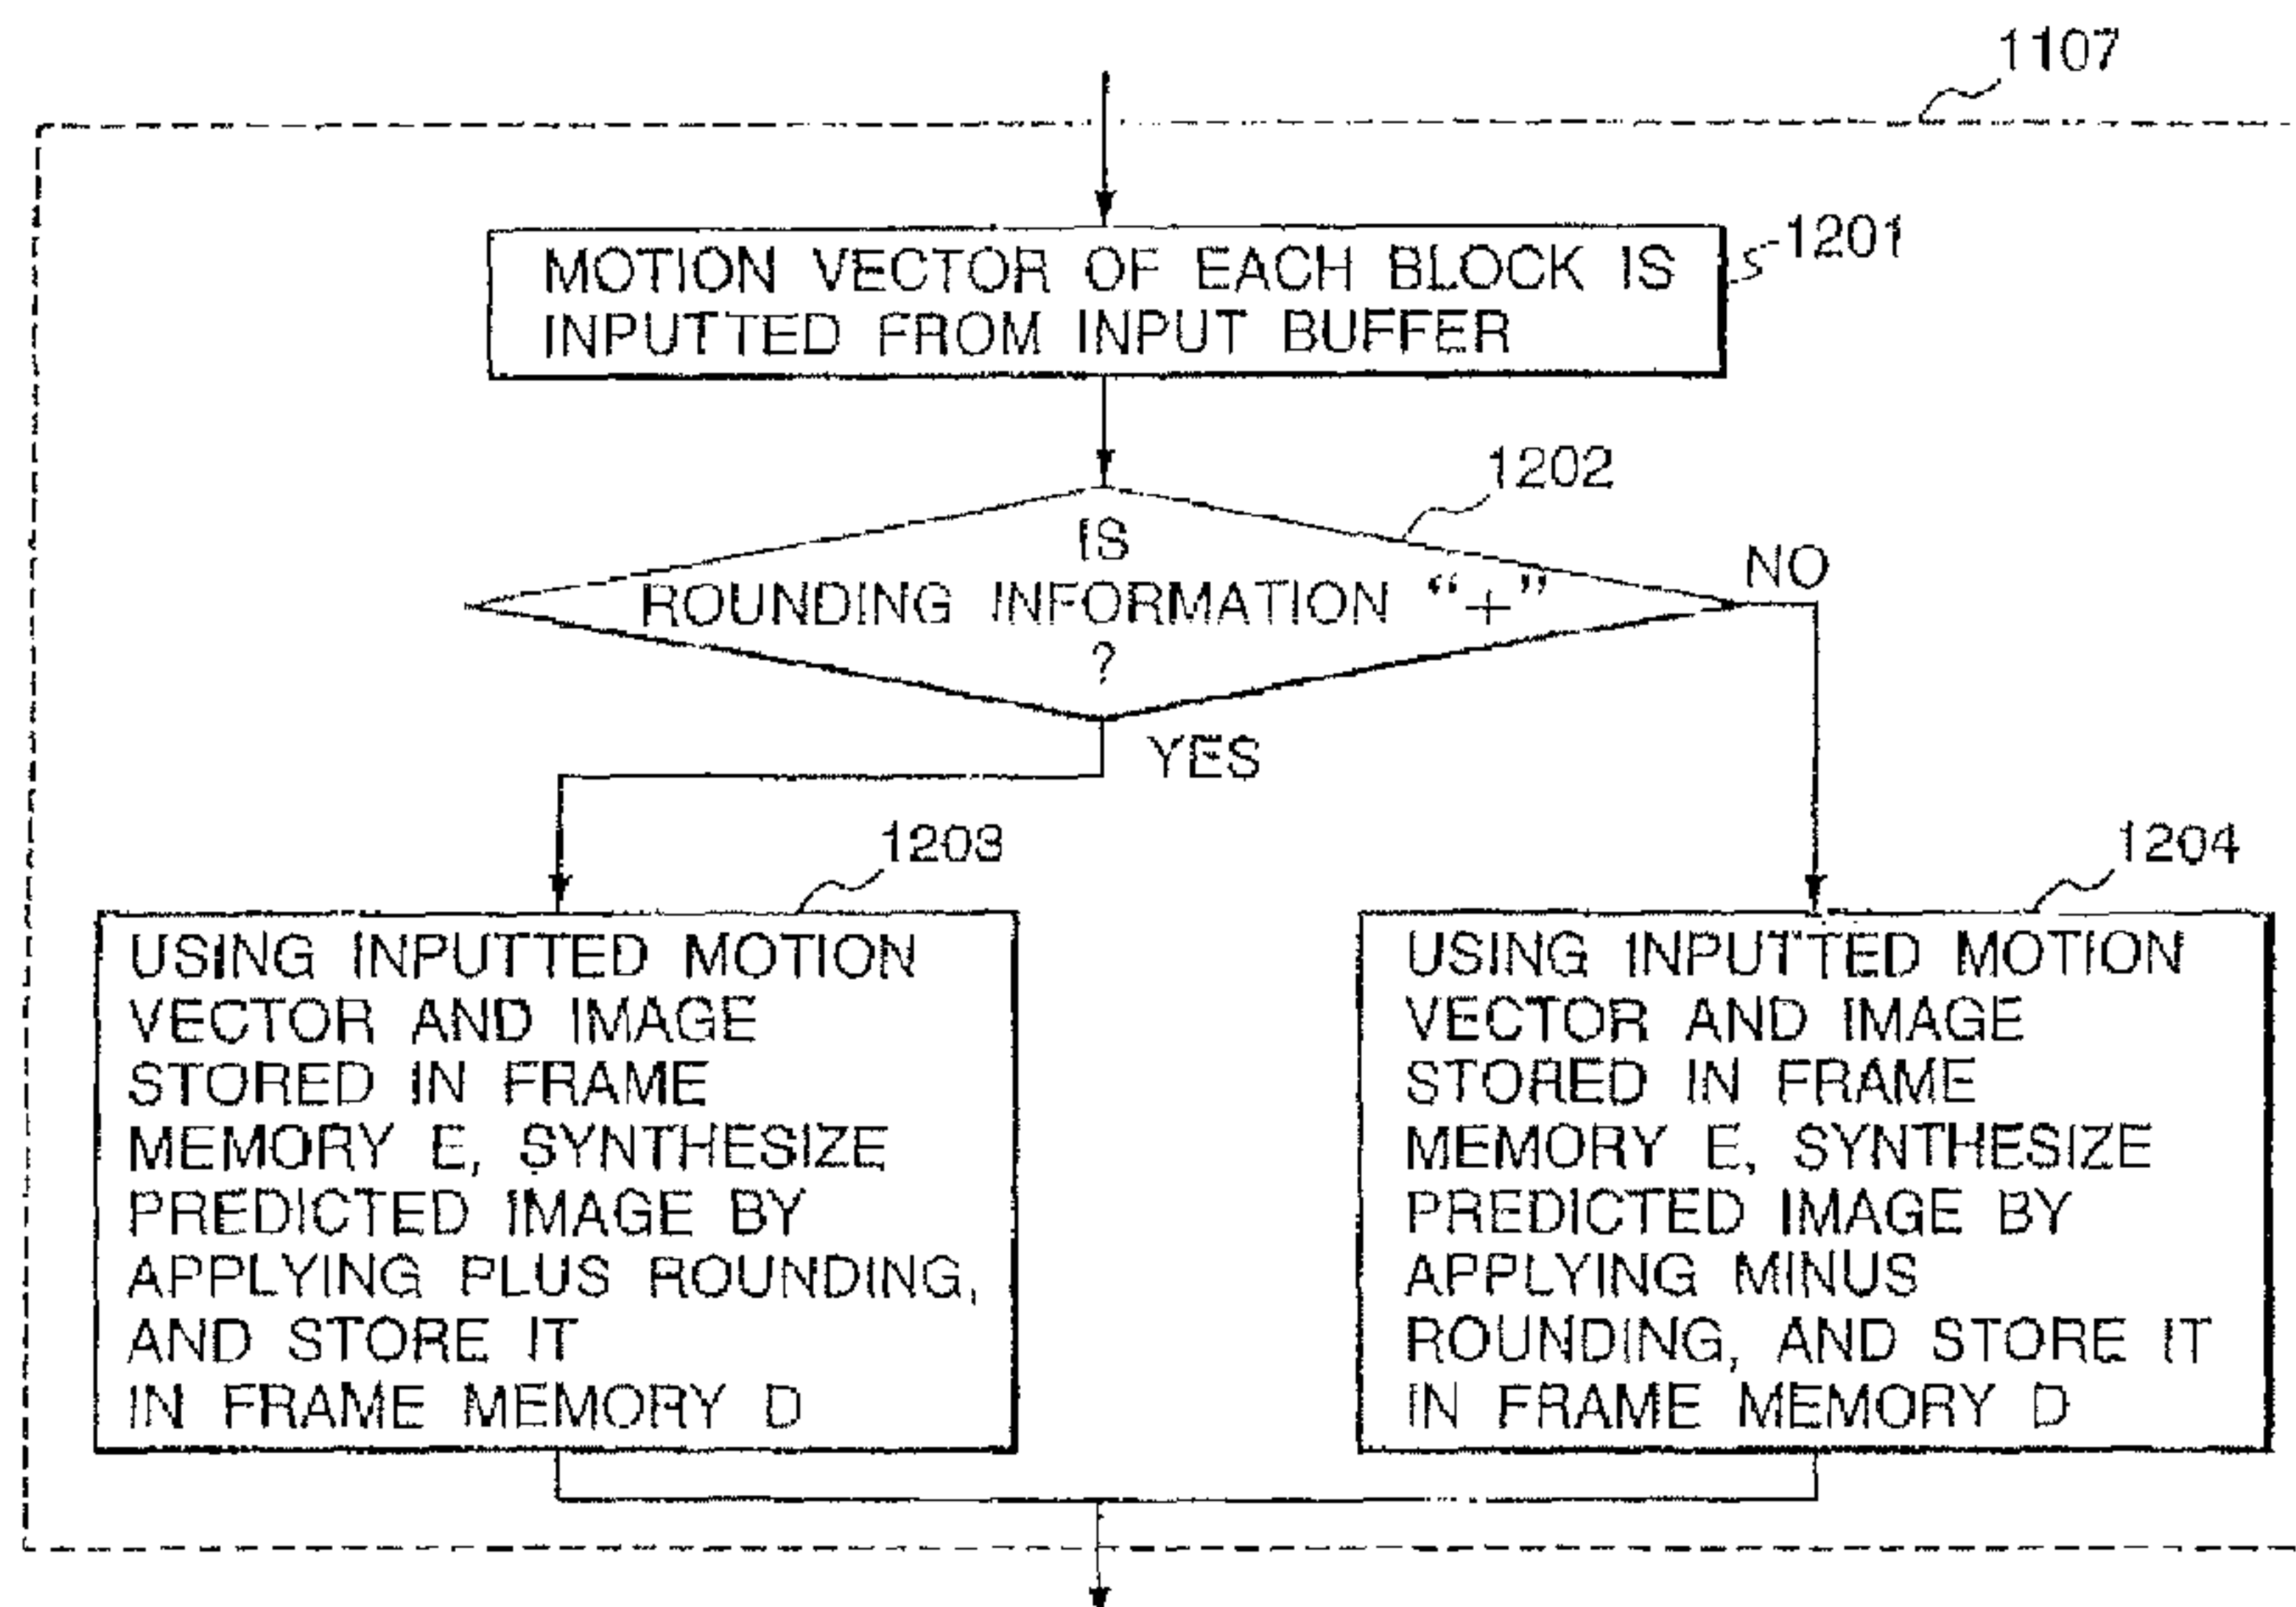 1107
MOTION VECTOR OF EACH BLOCK IS
INPUTTED FROM INPUT BUFFER
1201
1202
IS
ROUNDING INFORMATION “+”
?
NO
YES
1203
USING INPUTTED MOTION
VECTOR AND IMAGE
STORED IN FRAME
MEMORY E, SYNTHESIZE
PREDICTED IMAGE BY
APPLYING PLUS ROUNDING,
AND STORE IT
IN FRAME MEMORY D
1204
USING INPUTTED MOTION
VECTOR AND IMAGE
STORED IN FRAME
MEMORY E, SYNTHESIZE
PREDICTED IMAGE BY
APPLYING MINUS
ROUNDING, AND STORE IT
IN FRAME MEMORY D